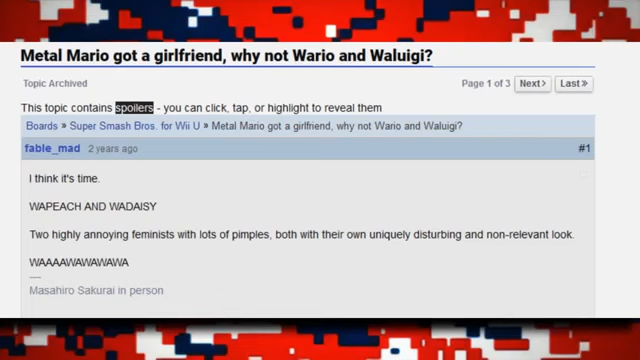 Metal Mario got a girlfriend, why not Wario and Waluigi?
Topic Archived
Page 1 of 3 Next> Last»
This topic contains spoilers - you can click, tap, or highlight to reveal them
Boards » Super Smash Bros. for Wii U » Metal Mario got a girlfriend, why not Wario and Waluigi?
fable_mad 2 years ago #1
I think it's time.
WAPEACH AND WADAISY
Two highly annoying feminists with lots of pimples, both with their own uniquely disturbing and non-relevant look.
WAAAAWAWAWAWA
—
Masahiro Sakurai in person